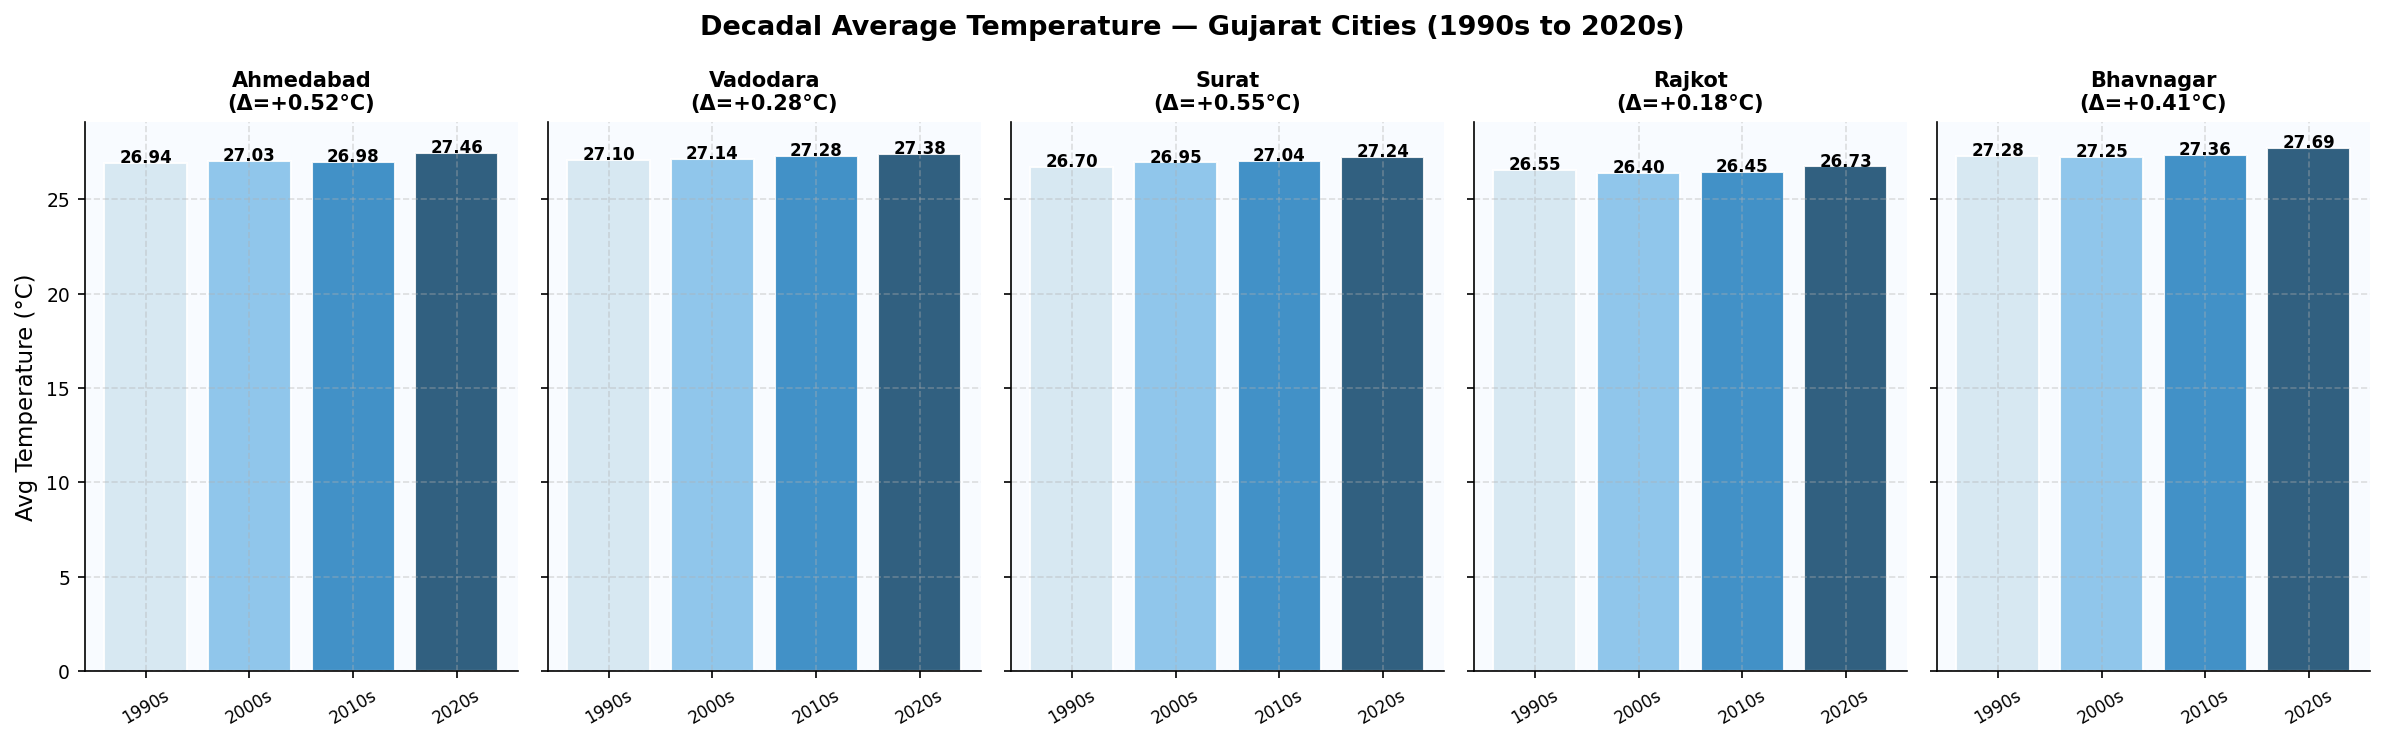 Decadal Average Temperature — Gujarat Cities (1990s to 2020s)
Avg Temperature (°C)
25
20
15
10
5
0
Ahmedabad
(Δ=+0.52°C)
26.94 27.03 26.98 27.46
1990s 2000s 2010s 2020s
Vadodara
(Δ=+0.28°C)
27.10 27.14 27.28 27.38
1990s 2000s 2010s 2020s
Surat
(Δ=+0.55°C)
26.70 26.95 27.04 27.24
1990s 2000s 2010s 2020s
Rajkot
(Δ=+0.18°C)
26.55 26.40 26.45 26.73
1990s 2000s 2010s 2020s
Bhavnagar
(Δ=+0.41°C)
27.28 27.25 27.36 27.69
1990s 2000s 2010s 2020s